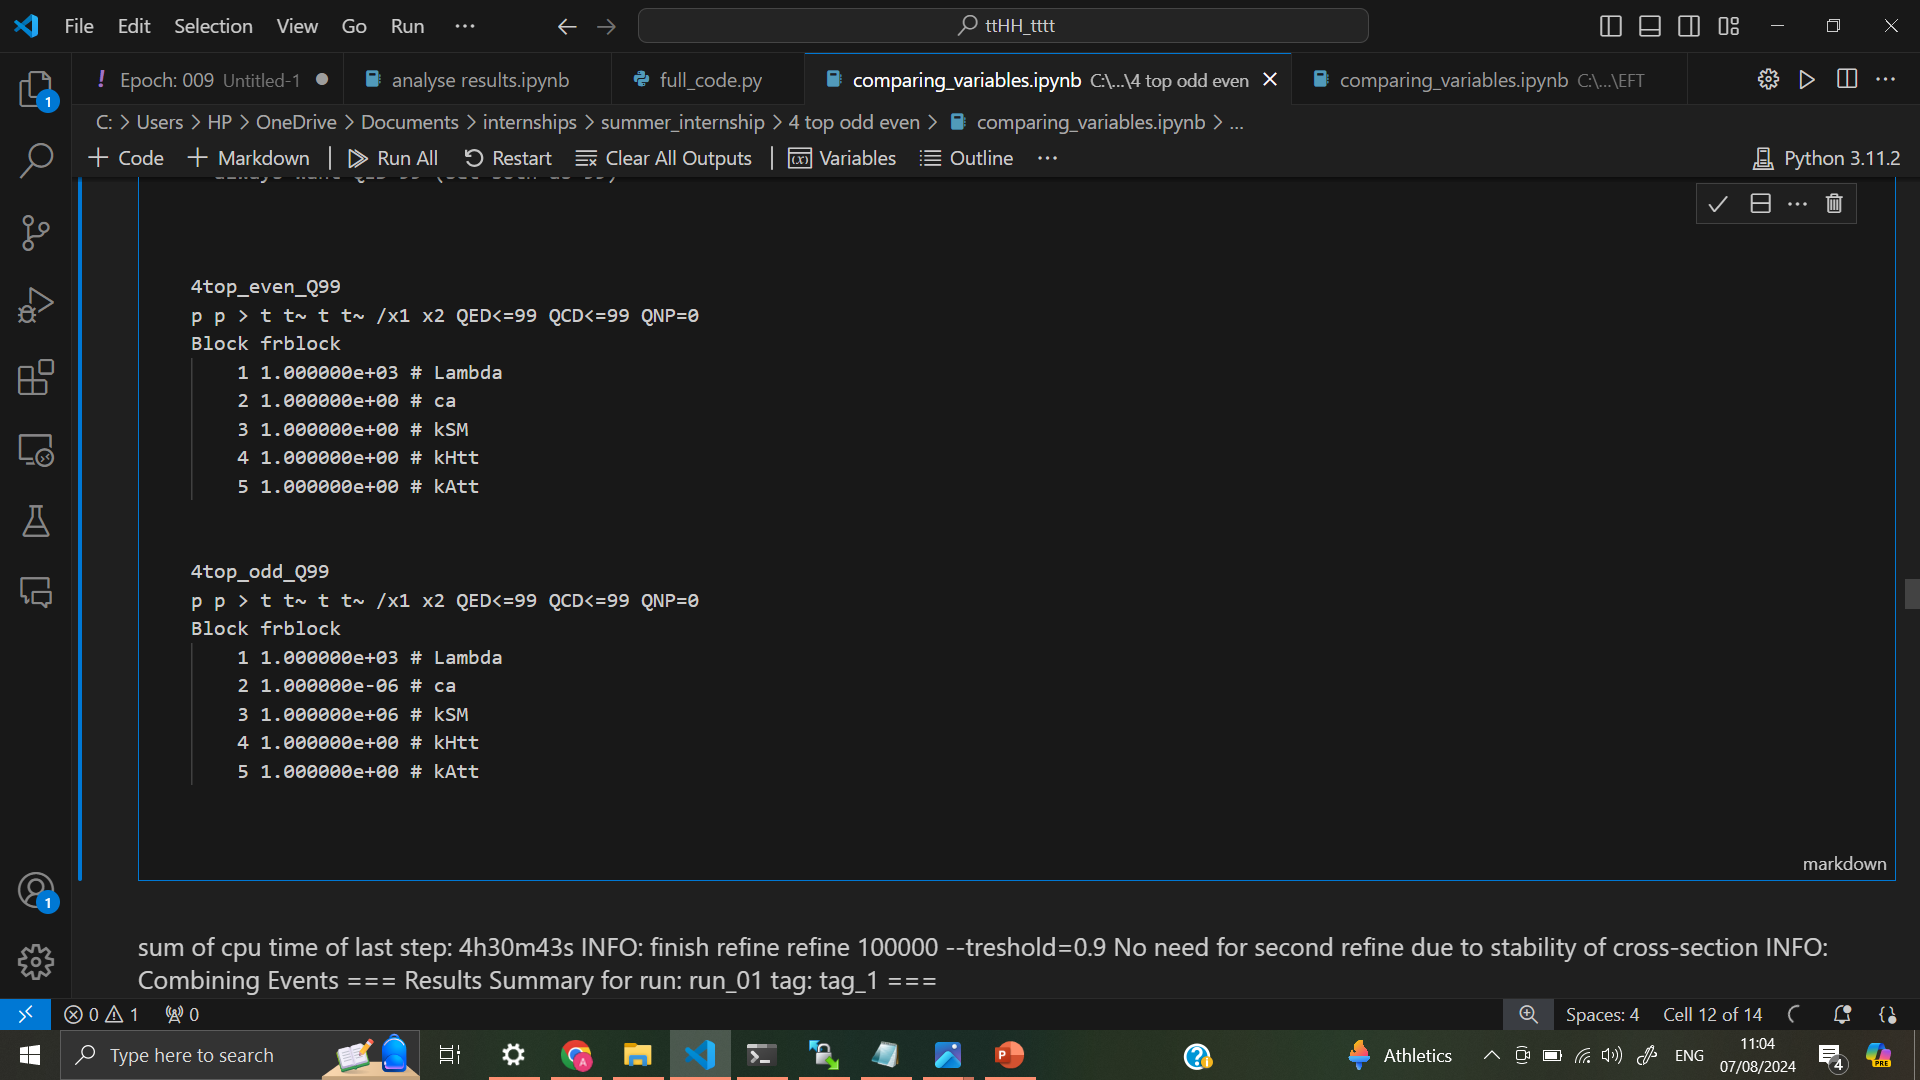 File Edit Selection View Go Run ···
ttHH_tttt
Epoch: 009 Untitled-1
analyse results.ipynb
full_code.py
comparing_variables.ipynb C:\...\4 top odd even
comparing_variables.ipynb C:\...\EFT
C: > Users > HP > OneDrive > Documents > internships > summer_internship > 4 top odd even > comparing_variables.ipynb > ...
+ Code + Markdown | Run All Restart Clear All Outputs | Variables Outline ···
Python 3.11.2
4top_even_Q99
p p > t t~ t t~ /x1 x2 QED<=99 QCD<=99 QNP=0
Block frblock
1 1.000000e+03 # Lambda
2 1.000000e+00 # ca
3 1.000000e+00 # kSM
4 1.000000e+00 # kHtt
5 1.000000e+00 # kAtt
4top_odd_Q99
p p > t t~ t t~ /x1 x2 QED<=99 QCD<=99 QNP=0
Block frblock
1 1.000000e+03 # Lambda
2 1.000000e-06 # ca
3 1.000000e+06 # kSM
4 1.000000e+00 # kHtt
5 1.000000e+00 # kAtt
markdown
sum of cpu time of last step: 4h30m43s INFO: finish refine refine 100000 --treshold=0.9 No need for second refine due to stability of cross-section INFO:
Combining Events === Results Summary for run: run_01 tag: tag_1 ===
1
1
0 1 0
Spaces: 4 Cell 12 of 14
Type here to search
Athletics
ENG
11:04
07/08/2024
4
PRE